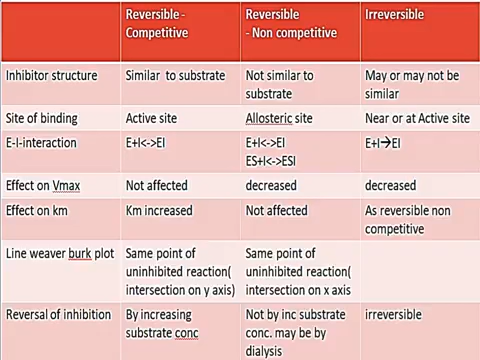 Reversible -
Competitive
Reversible
- Non competitive
Irreversible
Inhibitor structure
Similar to substrate
Not similar to
substrate
May or may not be
similar
Site of binding
Active site
Allosteric site
Near or at Active site
E-I-interaction
E+I<->EI
E+I<->EI
ES+I<->ESI
E+I→EI
Effect on Vmax
Not affected
decreased
decreased
Effect on km
Km increased
Not affected
As reversible non
competitive
Line weaver burk plot
Same point of
uninhibited reaction(
intersection on y axis)
Same point of
uninhibited reaction(
intersection on x axis
Reversal of inhibition
By increasing
substrate conc
Not by inc substrate
conc. may be by
dialysis
irreversible